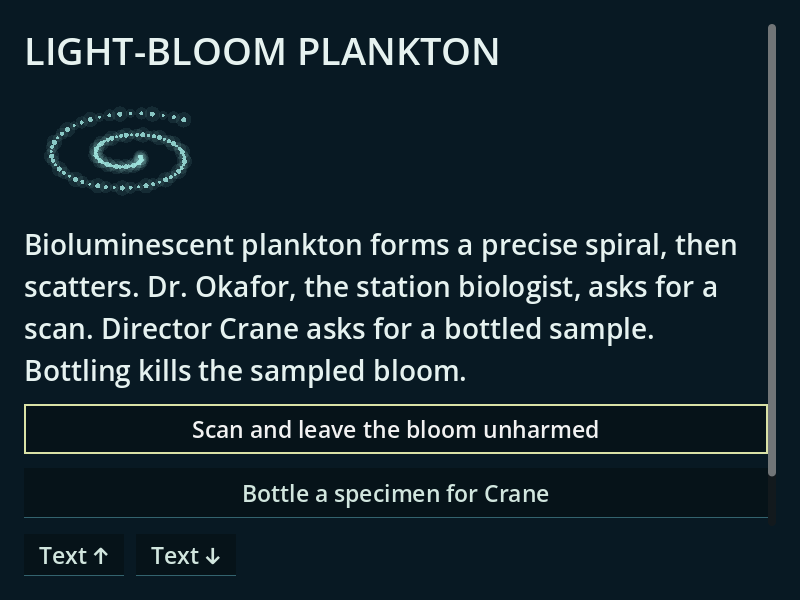 LIGHT-BLOOM PLANKTON
Bioluminescent plankton forms a precise spiral, then
scatters. Dr. Okafor, the station biologist, asks for a
scan. Director Crane asks for a bottled sample.
Bottling kills the sampled bloom.
Scan and leave the bloom unharmed
Bottle a specimen for Crane
Text ↑
Text ↓